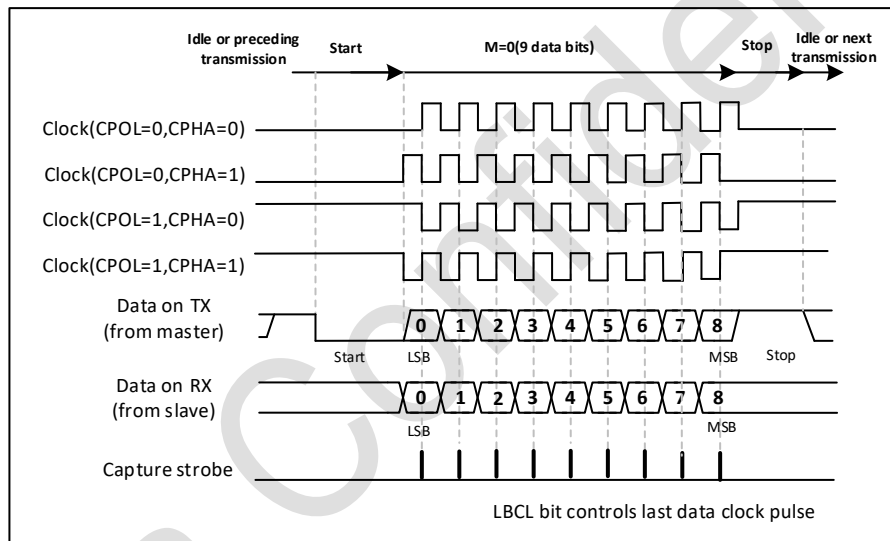 Idle or preceding
transmission
Start
M=0(9 data bits)
Stop
Idle or next
transmission
Clock(CPOL=0,CPHA=0)
Clock(CPOL=0,CPHA=1)
Clock(CPOL=1,CPHA=0)
Clock(CPOL=1,CPHA=1)
Data on TX
(from master)
0 1 2 3 4 5 6 7 8
Start
LSB
MSB
Stop
Data on RX
(from slave)
0 1 2 3 4 5 6 7 8
LSB
MSB
Capture strobe
LBCL bit controls last data clock pulse